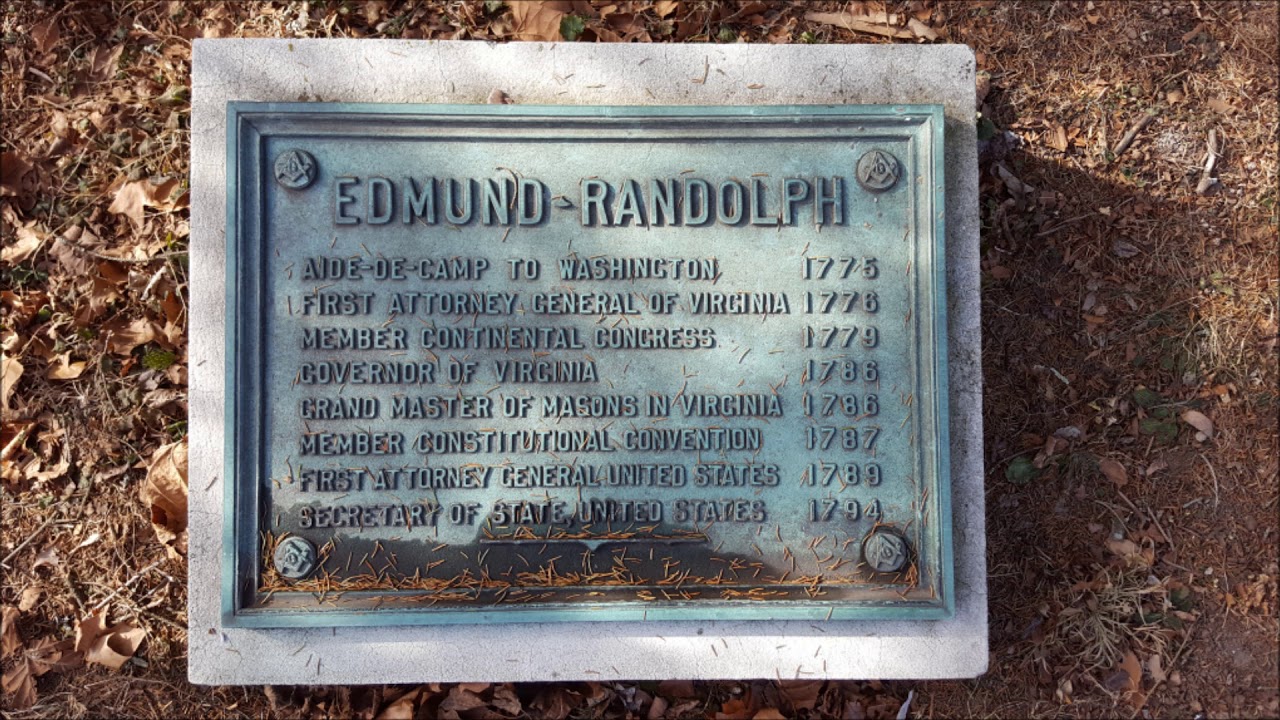 EDMUND-RANDOLPH
AIDE-DE-CAMP TO WASHINGTON 1775
FIRST ATTORNEY GENERAL OF VIRGINIA 1776
MEMBER CONTINENTAL CONGRESS 1779
GOVERNOR OF VIRGINIA 1786
GRAND MASTER OF MASONS IN VIRGINIA 1786
MEMBER CONSTITUTIONAL CONVENTION 1787
FIRST ATTORNEY GENERAL UNITED STATES 1789
SECRETARY OF STATE, UNITED STATES 1794